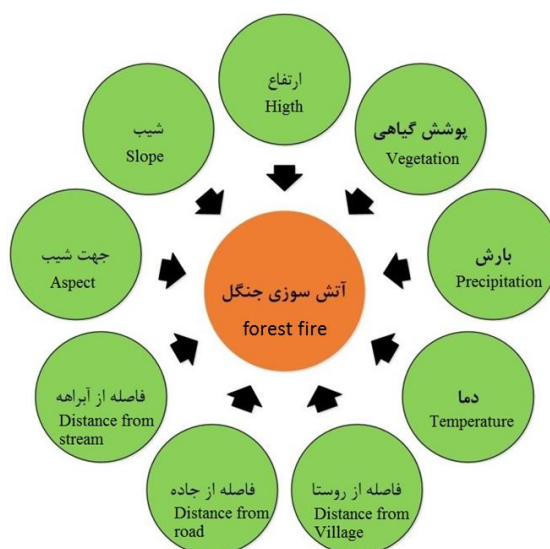 ارتفاع
Higth
پوشش گیاهی
Vegetation
بارش
Precipitation
دما
Temperature
فاصله از روستا
Distance from
Village
فاصله از جاده
Distance from
road
فاصله از آبراهه
Distance from
stream
جهت شیب
Aspect
شیب
Slope
آتش سوزی جنگل
forest fire